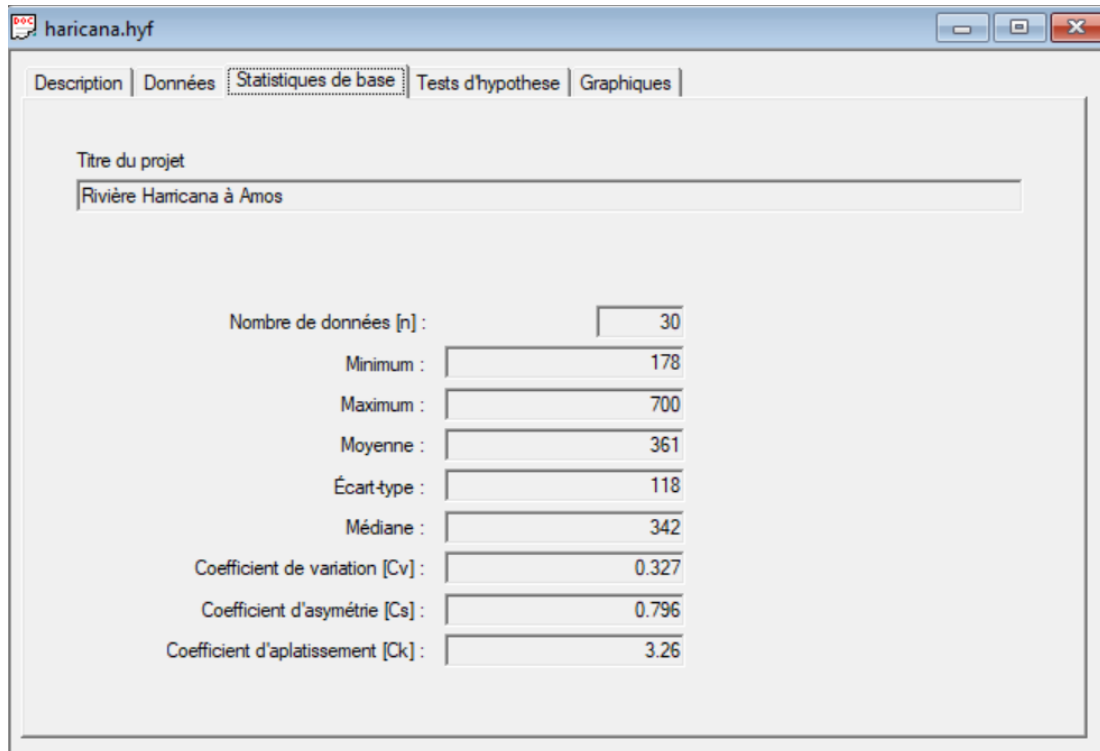 haricana.hyf
Description Données Statistiques de base Tests d'hypothese Graphiques
Titre du projet
Rivière Harricana à Amos
Nombre de données [n] : 30
Minimum : 178
Maximum : 700
Moyenne : 361
Écart-type : 118
Médiane : 342
Coefficient de variation [Cv] : 0.327
Coefficient d'asymétrie [Cs] : 0.796
Coefficient d'aplatissement [Ck] : 3.26